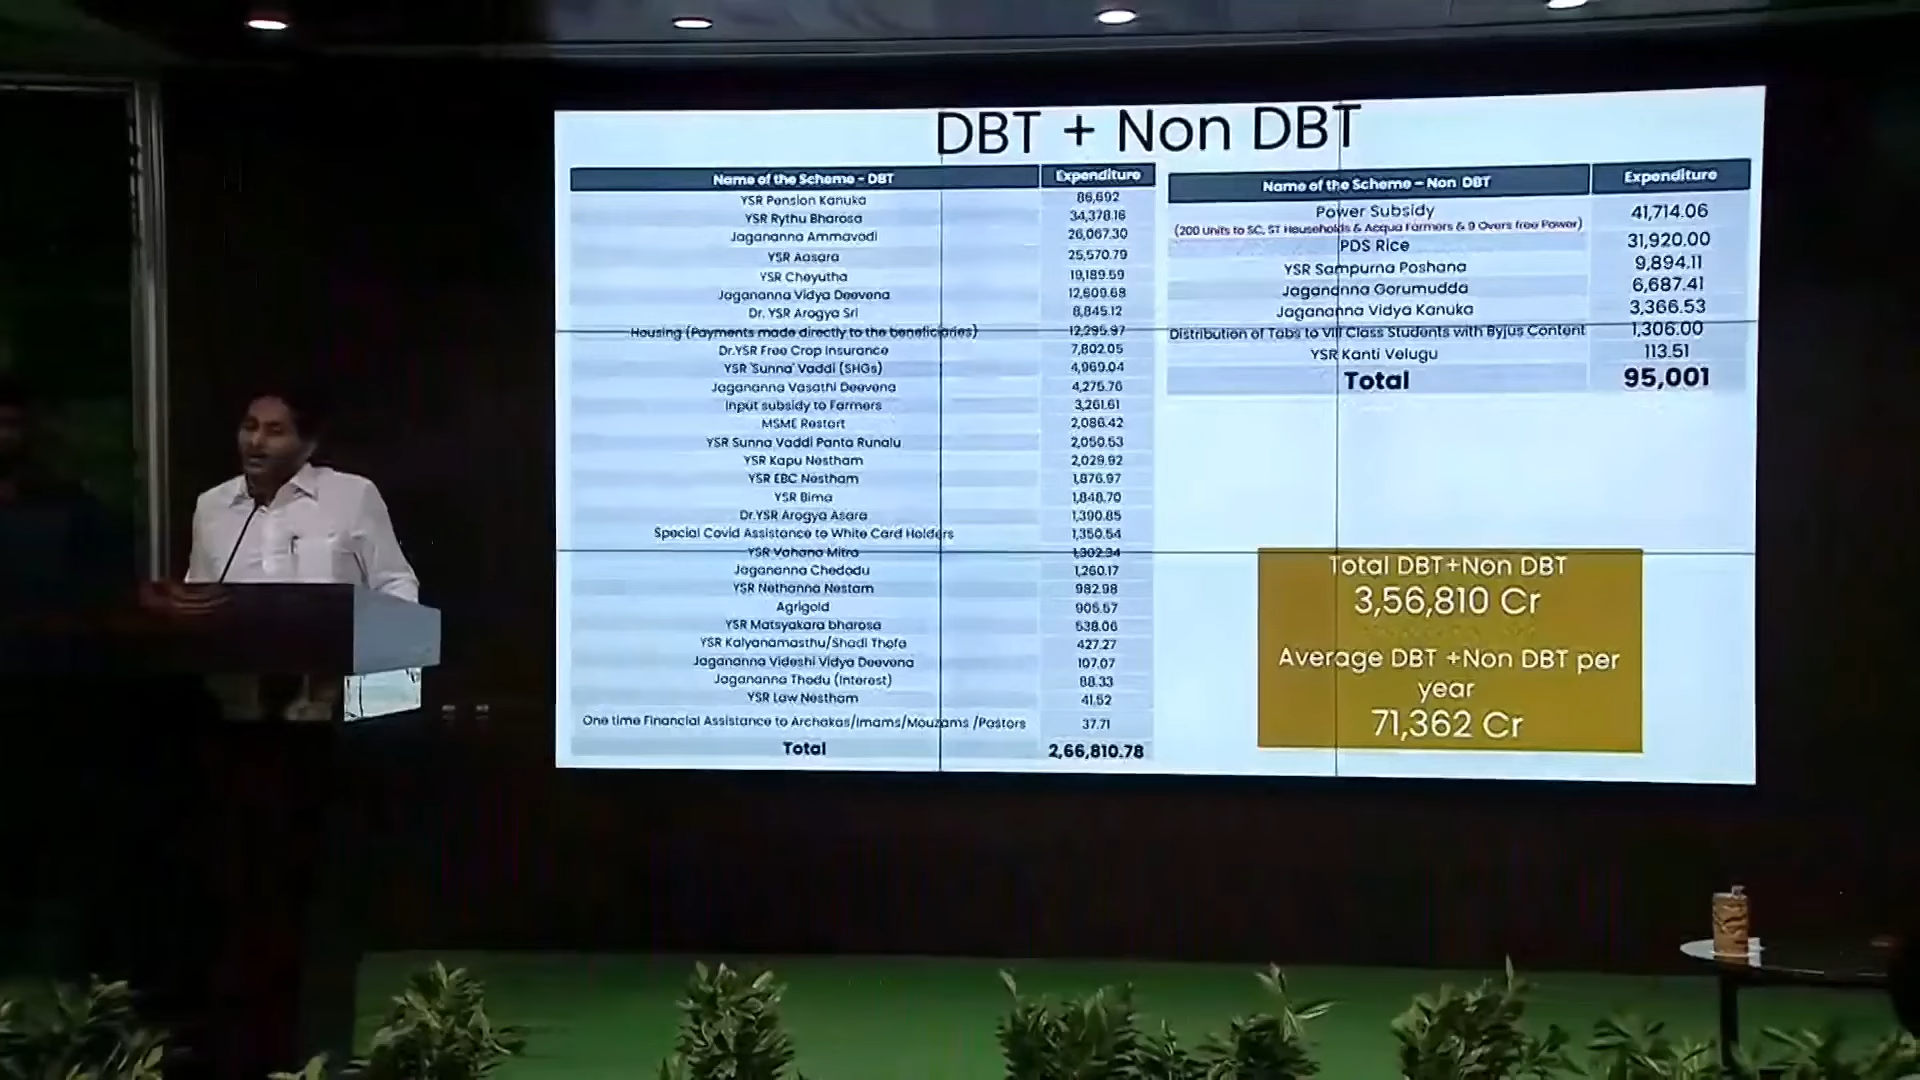 DBT + Non DBT
Name of the Scheme - DBT Expenditure
YSR Pension Kanuka 86,692
YSR Rythu Bharosa 34,378.16
Jagananna Ammavodi 26,067.30
YSR Aasara 25,570.79
YSR Cheyutha 19,189.59
Jagananna Vidya Deevena 12,609.68
Dr. YSR Arogya Sri 8,845.12
Housing (Payments made directly to the beneficiaries) 12,295.97
Dr.YSR Free Crop Insurance 7,802.05
YSR 'Sunna' Vaddi (SHGs) 4,969.04
Jagananna Vasathi Deevena 4,275.76
Input subsidy to Farmers 3,261.61
MSME Restart 2,086.42
YSR Sunna Vaddi Panta Runalu 2,050.53
YSR Kapu Nestham 2,029.92
YSR EBC Nestham 1,876.97
YSR Bima 1,848.70
Dr.YSR Arogya Asara 1,390.85
Special Covid Assistance to White Card Holders 1,350.54
YSR Vahana Mitra 1,302.34
Jagananna Chedodu 1,260.17
YSR Nethanna Nestam 982.98
Agrigold 905.57
YSR Matsyakara bharosa 538.06
YSR Kalyanamasthu/Shadi Thofa 427.27
Jagananna Videshi Vidya Deevena 107.07
Jagananna Thodu (Interest) 88.33
YSR Law Nestham 41.52
One time Financial Assistance to Archakas/Imams/Mouzams /Pastors 37.71
Total 2,66,810.78
Name of the Scheme – Non DBT Expenditure
Power Subsidy 41,714.06
(200 Units to SC, ST Households & Acqua Farmers & 9 Overs free Power)
PDS Rice 31,920.00
YSR Sampurna Poshana 9,894.11
Jagananna Gorumudda 6,687.41
Jagananna Vidya Kanuka 3,366.53
Distribution of Tabs to VIII Class Students with Byjus Content 1,306.00
YSR Kanti Velugu 113.51
Total 95,001
Total DBT+Non DBT
3,56,810 Cr
Average DBT +Non DBT per
year
71,362 Cr